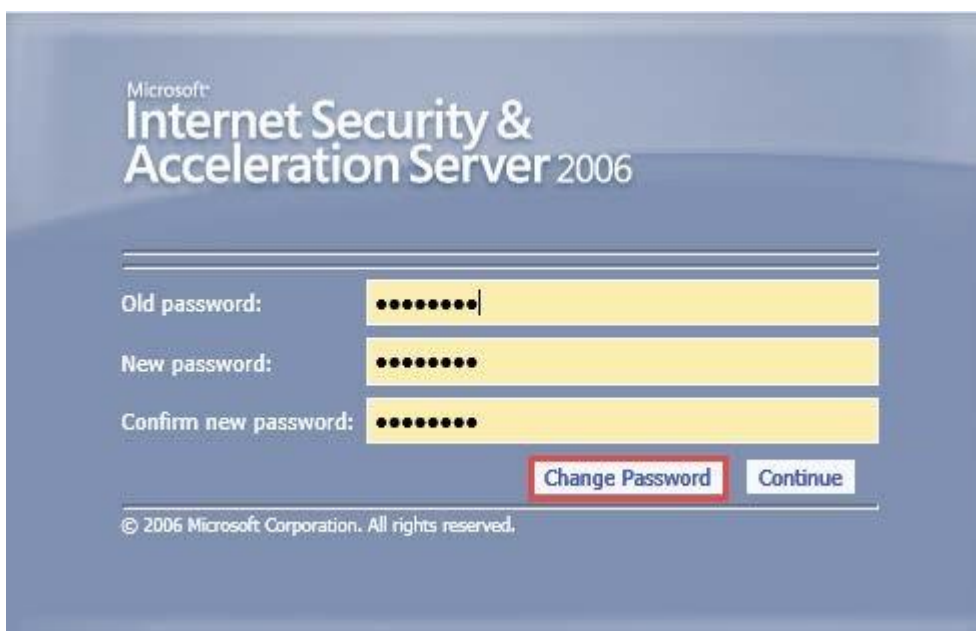 Microsoft®
Internet Security &
Acceleration Server 2006
Old password: ••••••••
New password: ••••••••
Confirm new password: ••••••••
Change Password Continue
© 2006 Microsoft Corporation. All rights reserved.